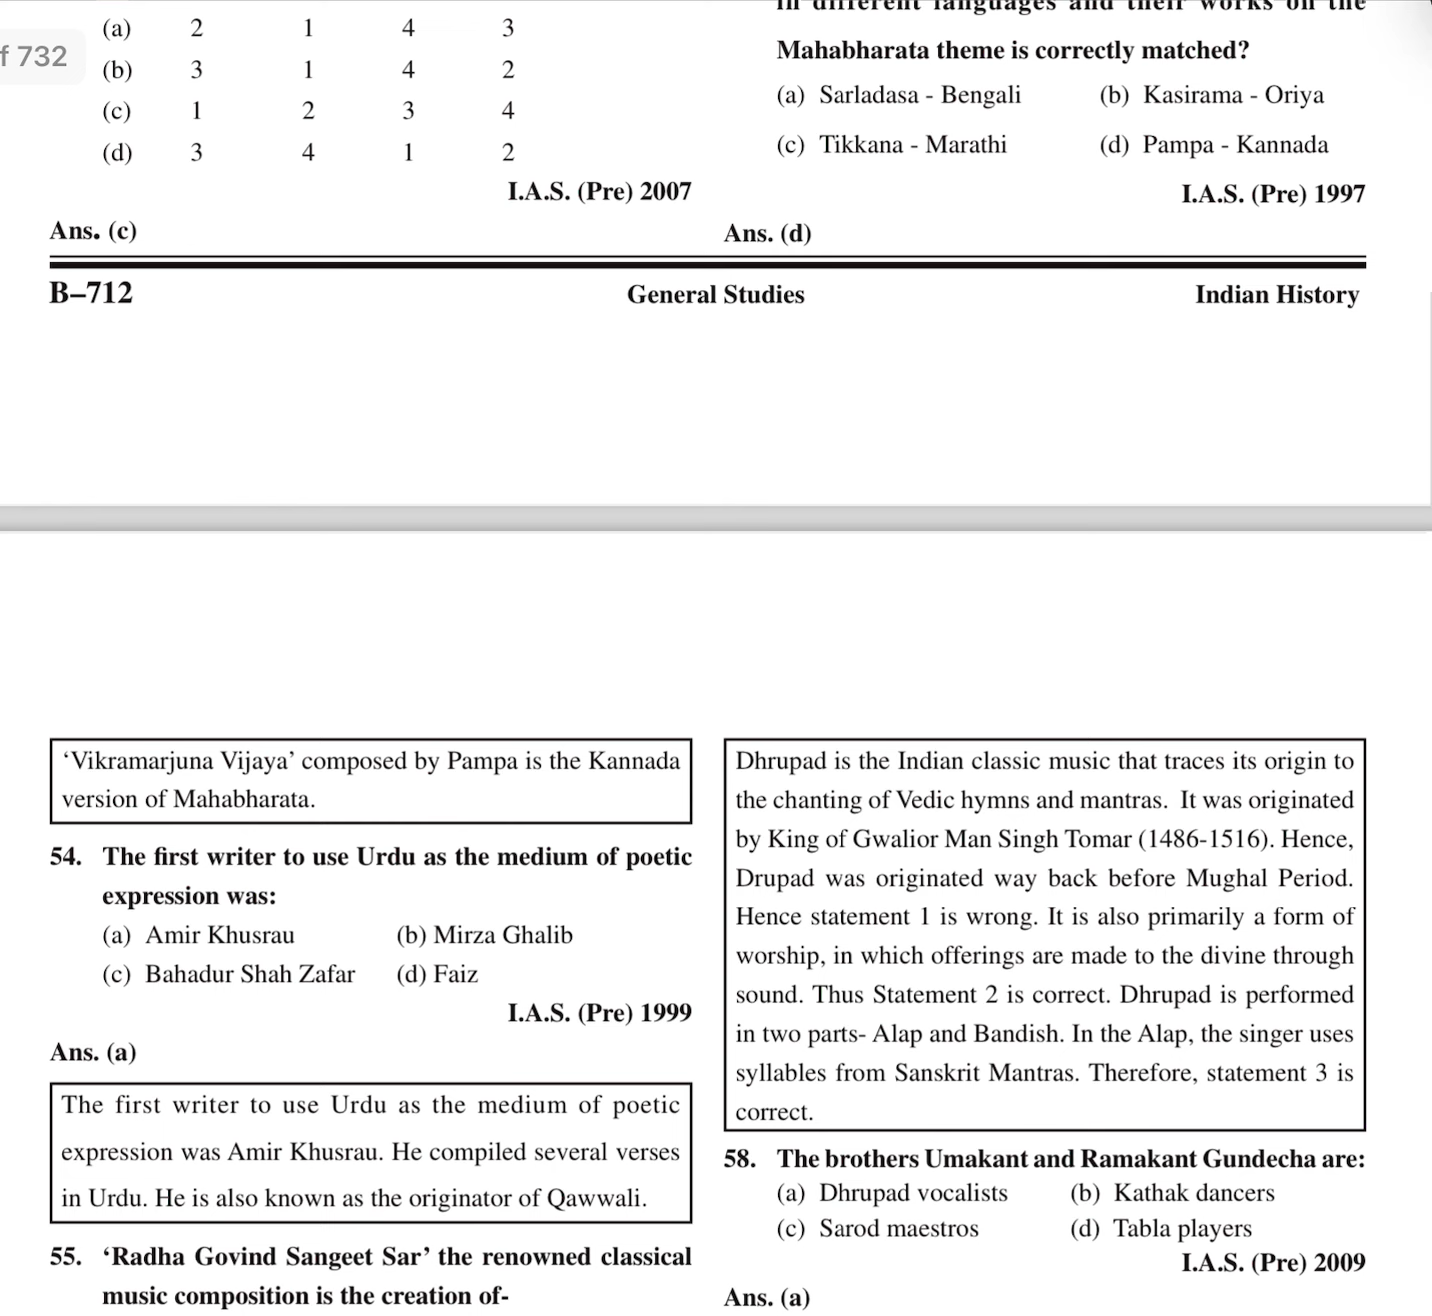 f 732
(a) 2 1 4 3
(b) 3 1 4 2
(c) 1 2 3 4
(d) 3 4 1 2
I.A.S. (Pre) 2007
Ans. (c)
in different languages and their works on the
Mahabharata theme is correctly matched?
(a) Sarladasa - Bengali (b) Kasirama - Oriya
(c) Tikkana - Marathi (d) Pampa - Kannada
I.A.S. (Pre) 1997
Ans. (d)
B–712 General Studies Indian History
‘Vikramarjuna Vijaya’ composed by Pampa is the Kannada
version of Mahabharata.
54. The first writer to use Urdu as the medium of poetic
expression was:
(a) Amir Khusrau (b) Mirza Ghalib
(c) Bahadur Shah Zafar (d) Faiz
I.A.S. (Pre) 1999
Ans. (a)
The first writer to use Urdu as the medium of poetic
expression was Amir Khusrau. He compiled several verses
in Urdu. He is also known as the originator of Qawwali.
55. ‘Radha Govind Sangeet Sar’ the renowned classical
music composition is the creation of-
Dhrupad is the Indian classic music that traces its origin to
the chanting of Vedic hymns and mantras. It was originated
by King of Gwalior Man Singh Tomar (1486-1516). Hence,
Drupad was originated way back before Mughal Period.
Hence statement 1 is wrong. It is also primarily a form of
worship, in which offerings are made to the divine through
sound. Thus Statement 2 is correct. Dhrupad is performed
in two parts- Alap and Bandish. In the Alap, the singer uses
syllables from Sanskrit Mantras. Therefore, statement 3 is
correct.
58. The brothers Umakant and Ramakant Gundecha are:
(a) Dhrupad vocalists (b) Kathak dancers
(c) Sarod maestros (d) Tabla players
I.A.S. (Pre) 2009
Ans. (a)